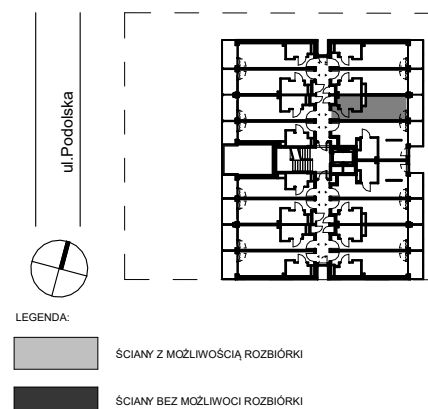 ul.Podolska
LEGENDA:
ŚCIANY Z MOŻLIWOŚCIĄ ROZBIÓRKI
ŚCIANY BEZ MOŻLIWOCI ROZBIÓRKI